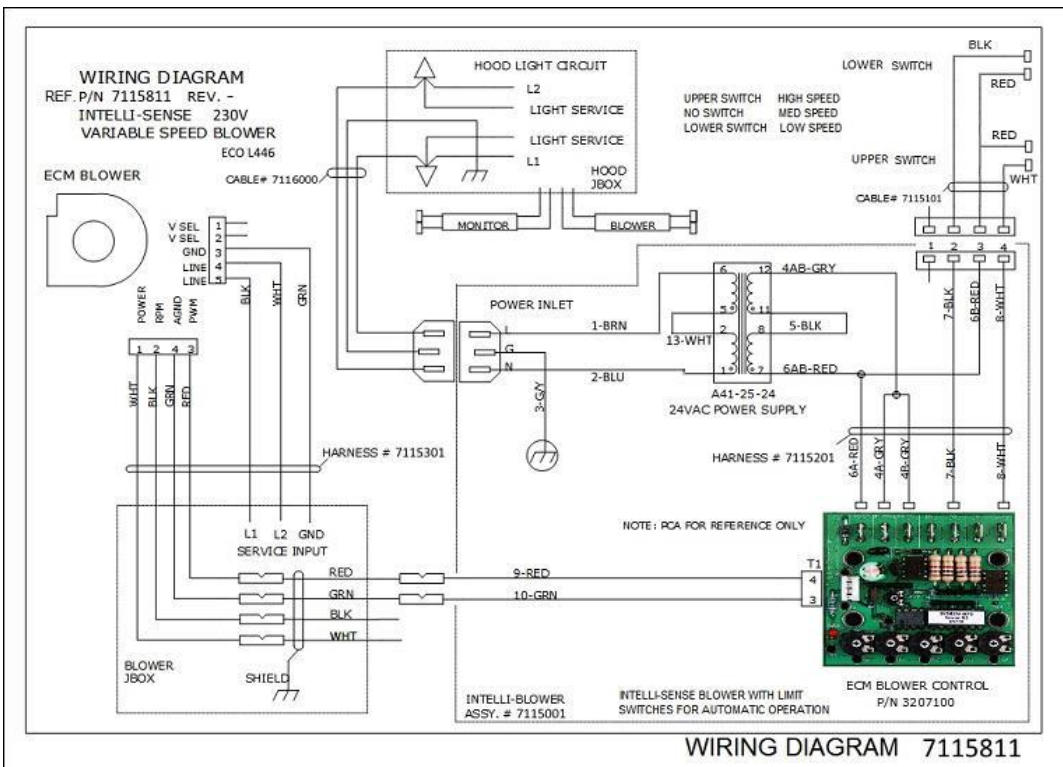 WIRING DIAGRAM
REF. P/N 7115811 REV. -
INTELLI-SENSE 230V
VARIABLE SPEED BLOWER
ECO L446
ECM BLOWER
CABLE# 7116000
HOOD LIGHT CIRCUIT
L2
LIGHT SERVICE
LIGHT SERVICE
L1
HOOD
JBOX
MONITOR
BLOWER
UPPER SWITCH HIGH SPEED
NO SWITCH MED SPEED
LOWER SWITCH LOW SPEED
LOWER SWITCH
BLK
RED
RED
UPPER SWITCH
WHT
CABLE# 7115101
1 2 3 4
7-BLK
6B-RED
8-WHT
V SEL 1
V SEL 2
GND 3
LINE 4
LINE 5
BLK
WHT
GRN
POWER
RPM
AGND
PWM
1 2 4 3
WHT
BLK
GRN
RED
HARNESS # 7115301
POWER INLET
L
G
N
1-BRN
13-WHT
2-BLU
3-G/Y
6
5
2
1
12
11
8
7
4AB-GRY
5-BLK
6AB-RED
A41-25-24
24VAC POWER SUPPLY
HARNESS # 7115201
6A-RED
4A-GRY
4B-GRY
7-BLK
8-WHT
NOTE: PCA FOR REFERENCE ONLY
L1 L2 GND
SERVICE INPUT
RED
GRN
BLK
WHT
9-RED
10-GRN
T1
4
3
BLOWER
JBOX
SHIELD
INTELLI-BLOWER
ASSY. # 7115001
INTELLI-SENSE BLOWER WITH LIMIT
SWITCHES FOR AUTOMATIC OPERATION
ECM BLOWER CONTROL
P/N 3207100
WIRING DIAGRAM 7115811